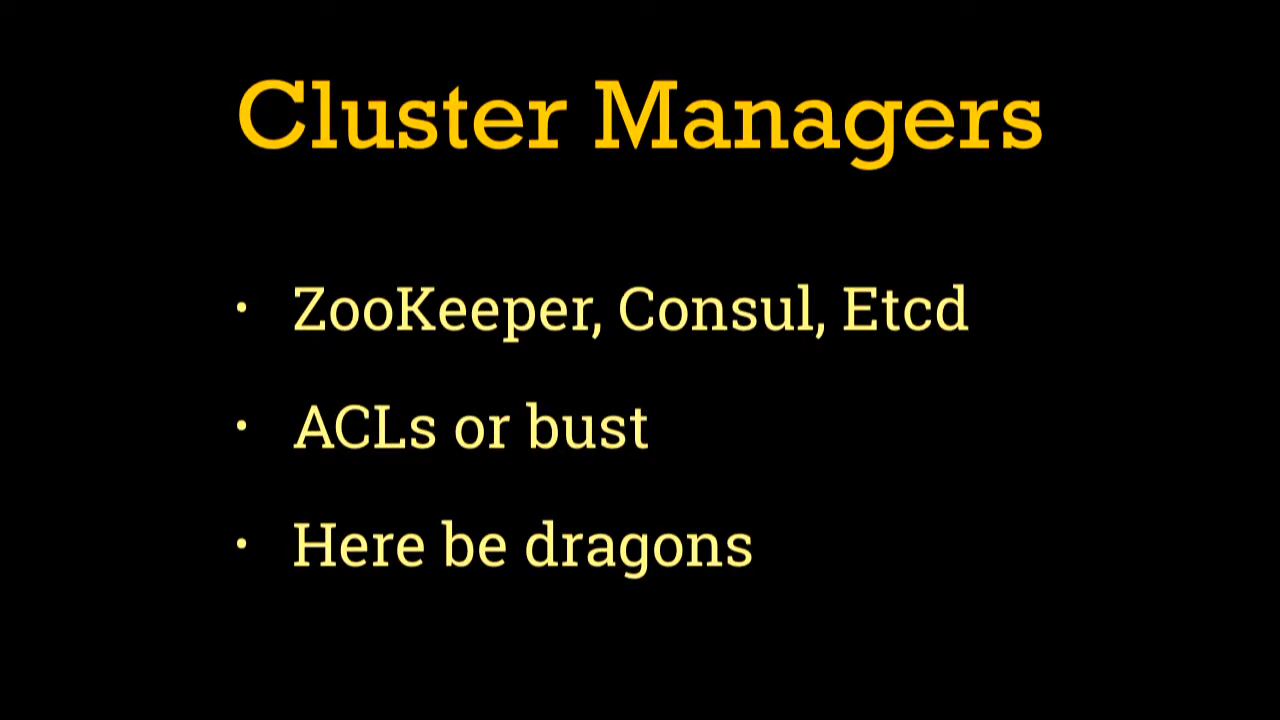 Cluster Managers
· ZooKeeper, Consul, Etcd
· ACLs or bust
· Here be dragons